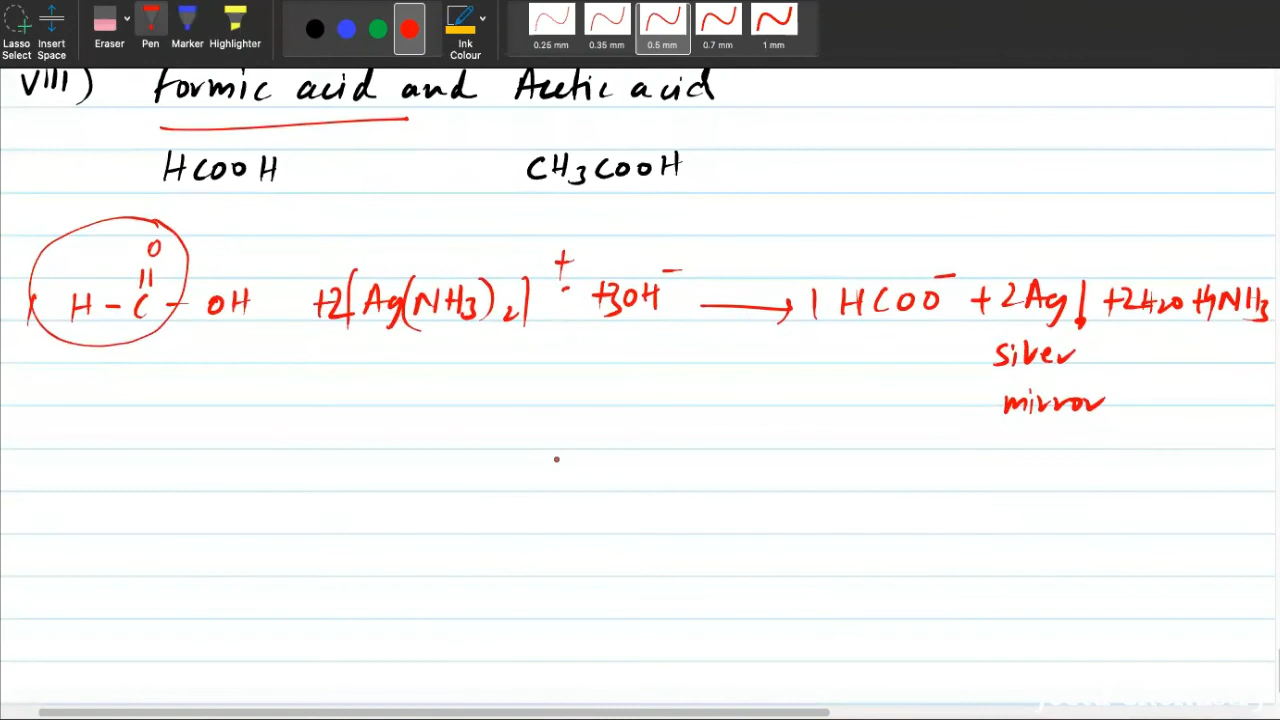 Lasso Select
Insert Space
Eraser
Pen
Marker
Highlighter
Ink Colour
0.25 mm
0.35 mm
0.5 mm
0.7 mm
1 mm
VIII) Formic acid and Acetic acid
HCOOH CH3COOH
O
H - C - OH +2[Ag(NH3)2]+ +3OH- → HCOO- + 2Ag↓ +2H2O +4NH3
silver
mirror